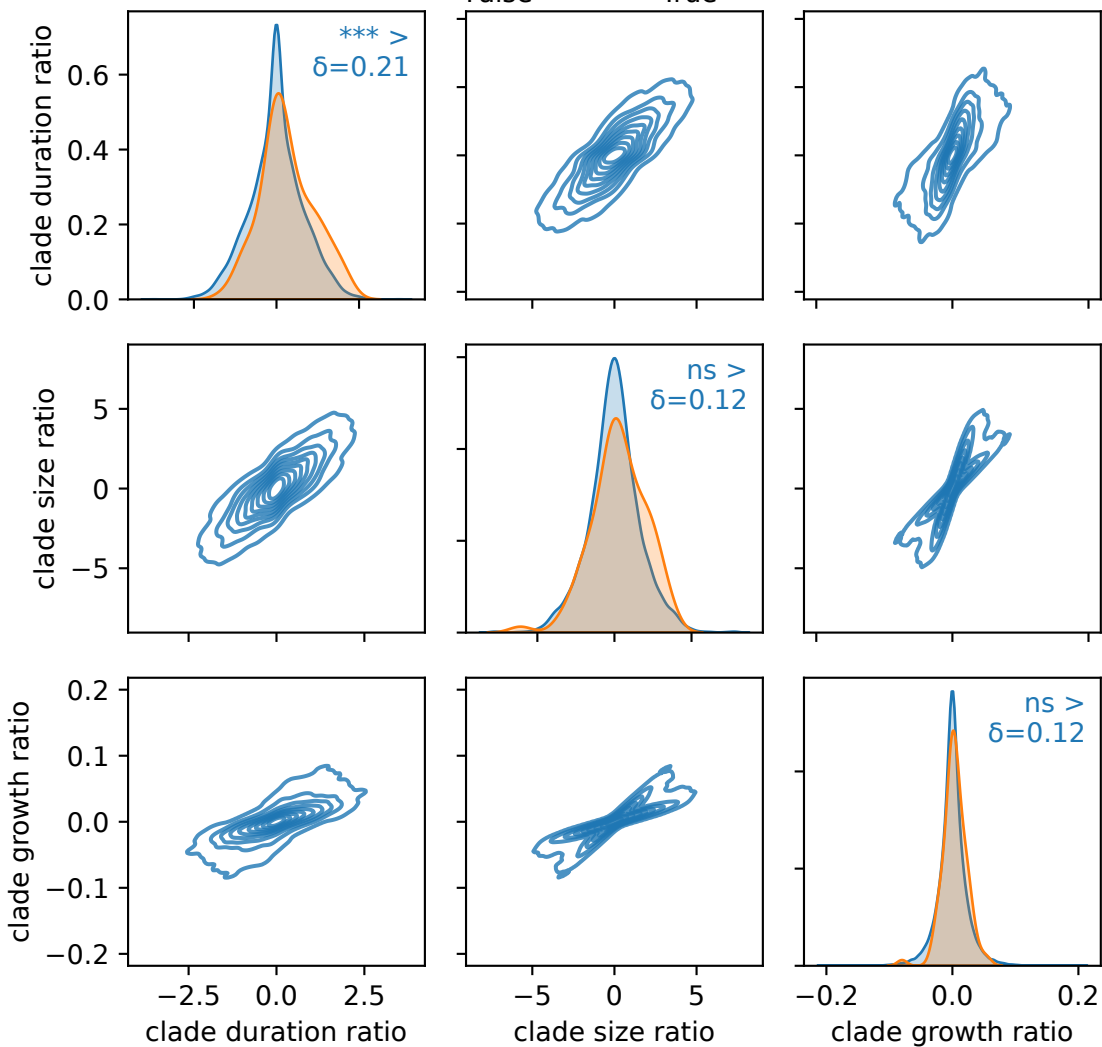 False True
*** >
δ=0.21
clade duration ratio
0.6
0.4
0.2
0.0
ns >
δ=0.12
clade size ratio
5
0
−5
ns >
δ=0.12
clade growth ratio
0.2
0.1
0.0
−0.1
−0.2
−2.5 0.0 2.5
−5 0 5
−0.2 0.0 0.2
clade duration ratio
clade size ratio
clade growth ratio